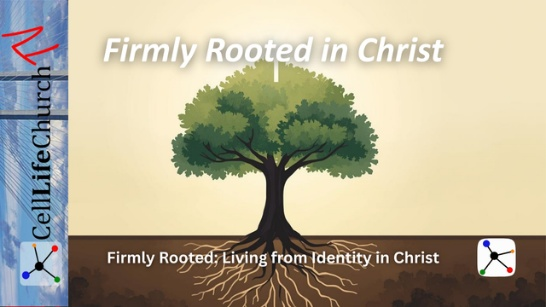 Firmly Rooted in Christ
CellLifeChurch
Firmly Rooted: Living from Identity in Christ